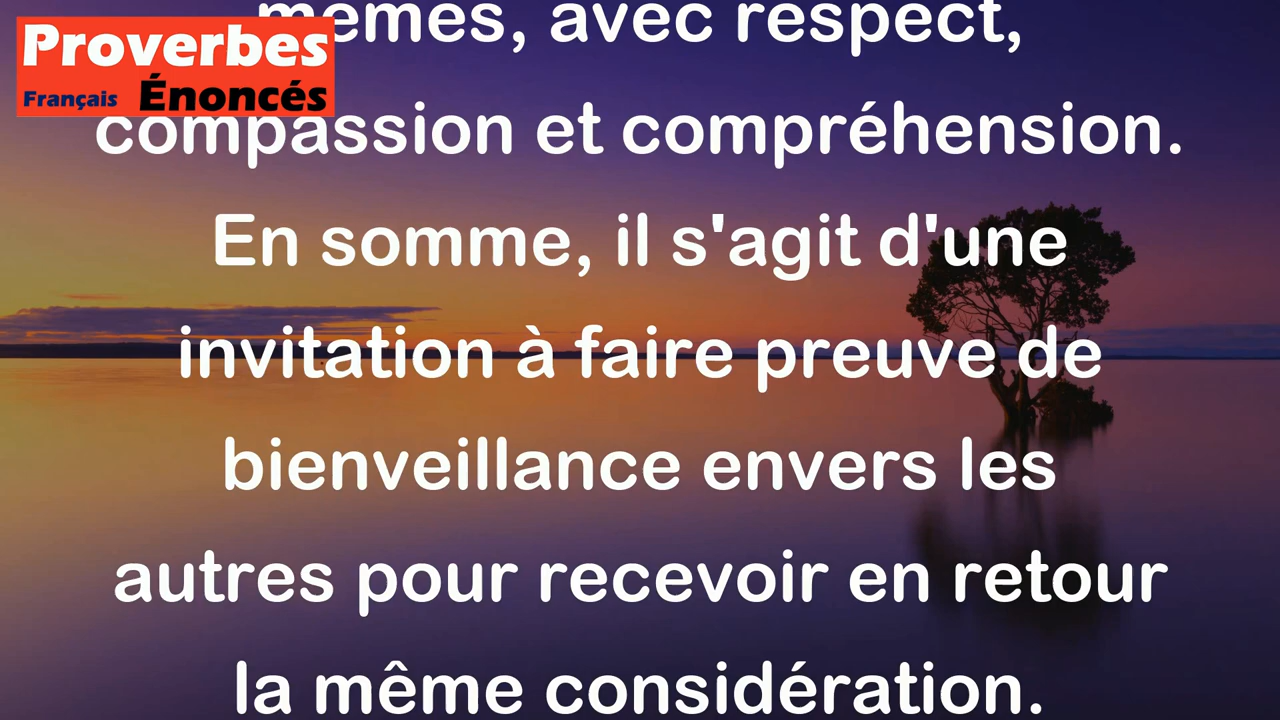 Proverbes
Français Énoncés
mêmes, avec respect,
compassion et compréhension.
En somme, il s'agit d'une
invitation à faire preuve de
bienveillance envers les
autres pour recevoir en retour
la même considération.